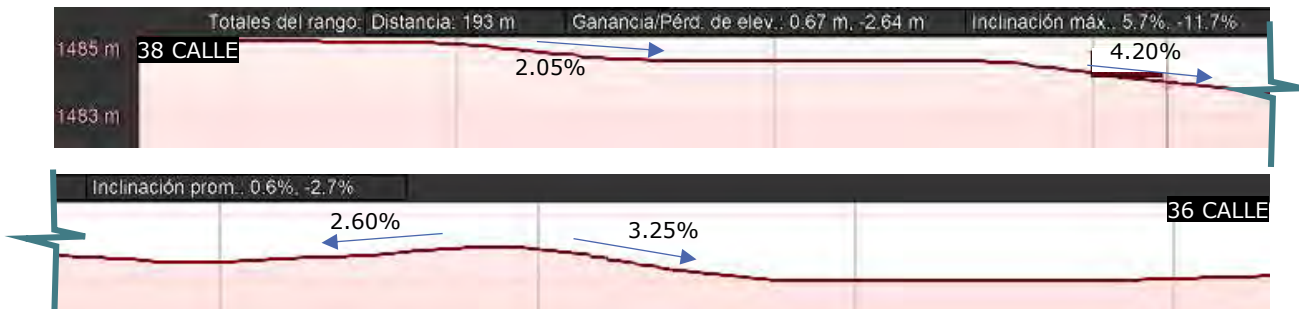 Totales del rango: Distancia: 193 m Ganancia/Pérd. de elev.: 0.67 m, -2.64 m Inclinación máx.. 5.7%, -11.7%
1485 m 38 CALLE
2.05%
4.20%
1483 m
Inclinación prom.. 0.6%, -2.7%
36 CALLE
2.60%
3.25%